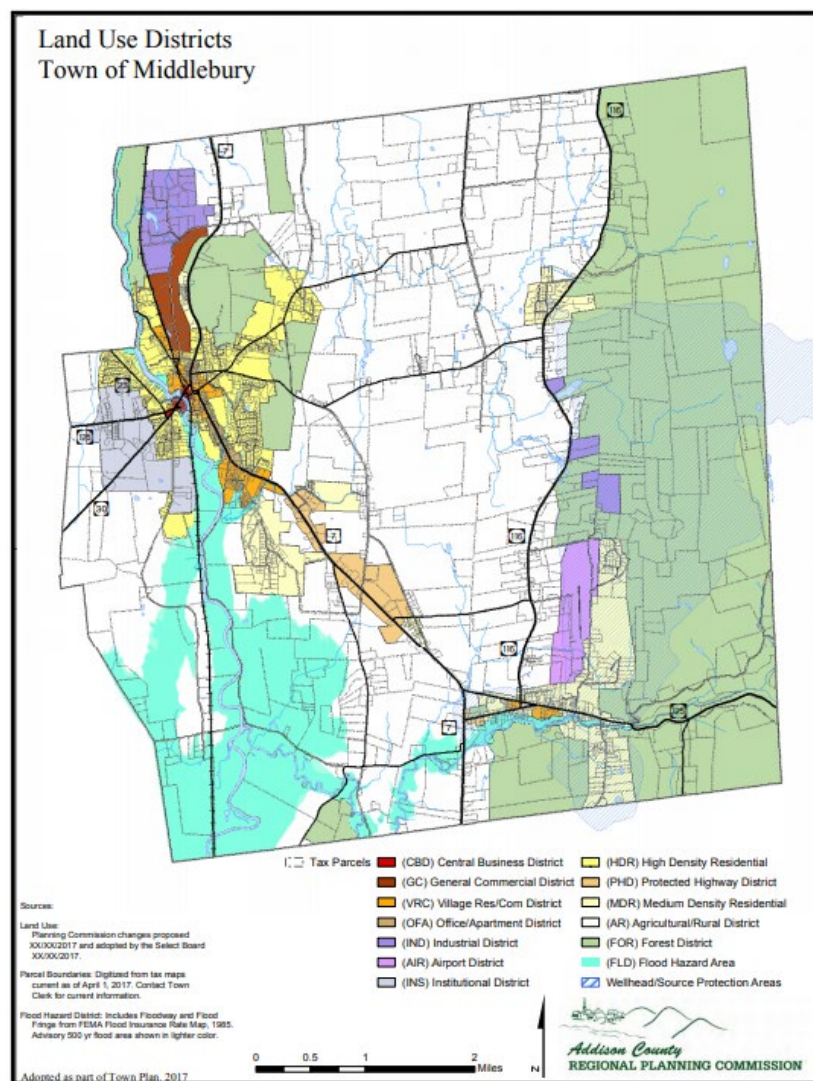 Land Use Districts
Town of Middlebury
116
7
23
125
30
7
116
116
7
125
Tax Parcels
(CBD) Central Business District
(GC) General Commercial District
(VRC) Village Res/Com District
(OFA) Office/Apartment District
(IND) Industrial District
(AIR) Airport District
(INS) Institutional District
(HDR) High Density Residential
(PHD) Protected Highway District
(MDR) Medium Density Residential
(AR) Agricultural/Rural District
(FOR) Forest District
(FLD) Flood Hazard Area
Wellhead/Source Protection Areas
Sources:
Land Use:
Planning Commission changes proposed
XX/XX/2017 and adopted by the Select Board
XX/XX/2017.
Parcel Boundaries: Digitized from tax maps
current as of April 1, 2017. Contact Town
Clerk for current information.
Flood Hazard District: Includes Floodway and Flood
Fringe from FEMA Flood Insurance Rate Map, 1985.
Advisory 500 yr flood area shown in lighter color.
Adopted as part of Town Plan, 2017
0 0.5 1 2
Miles
N
Addison County
REGIONAL PLANNING COMMISSION